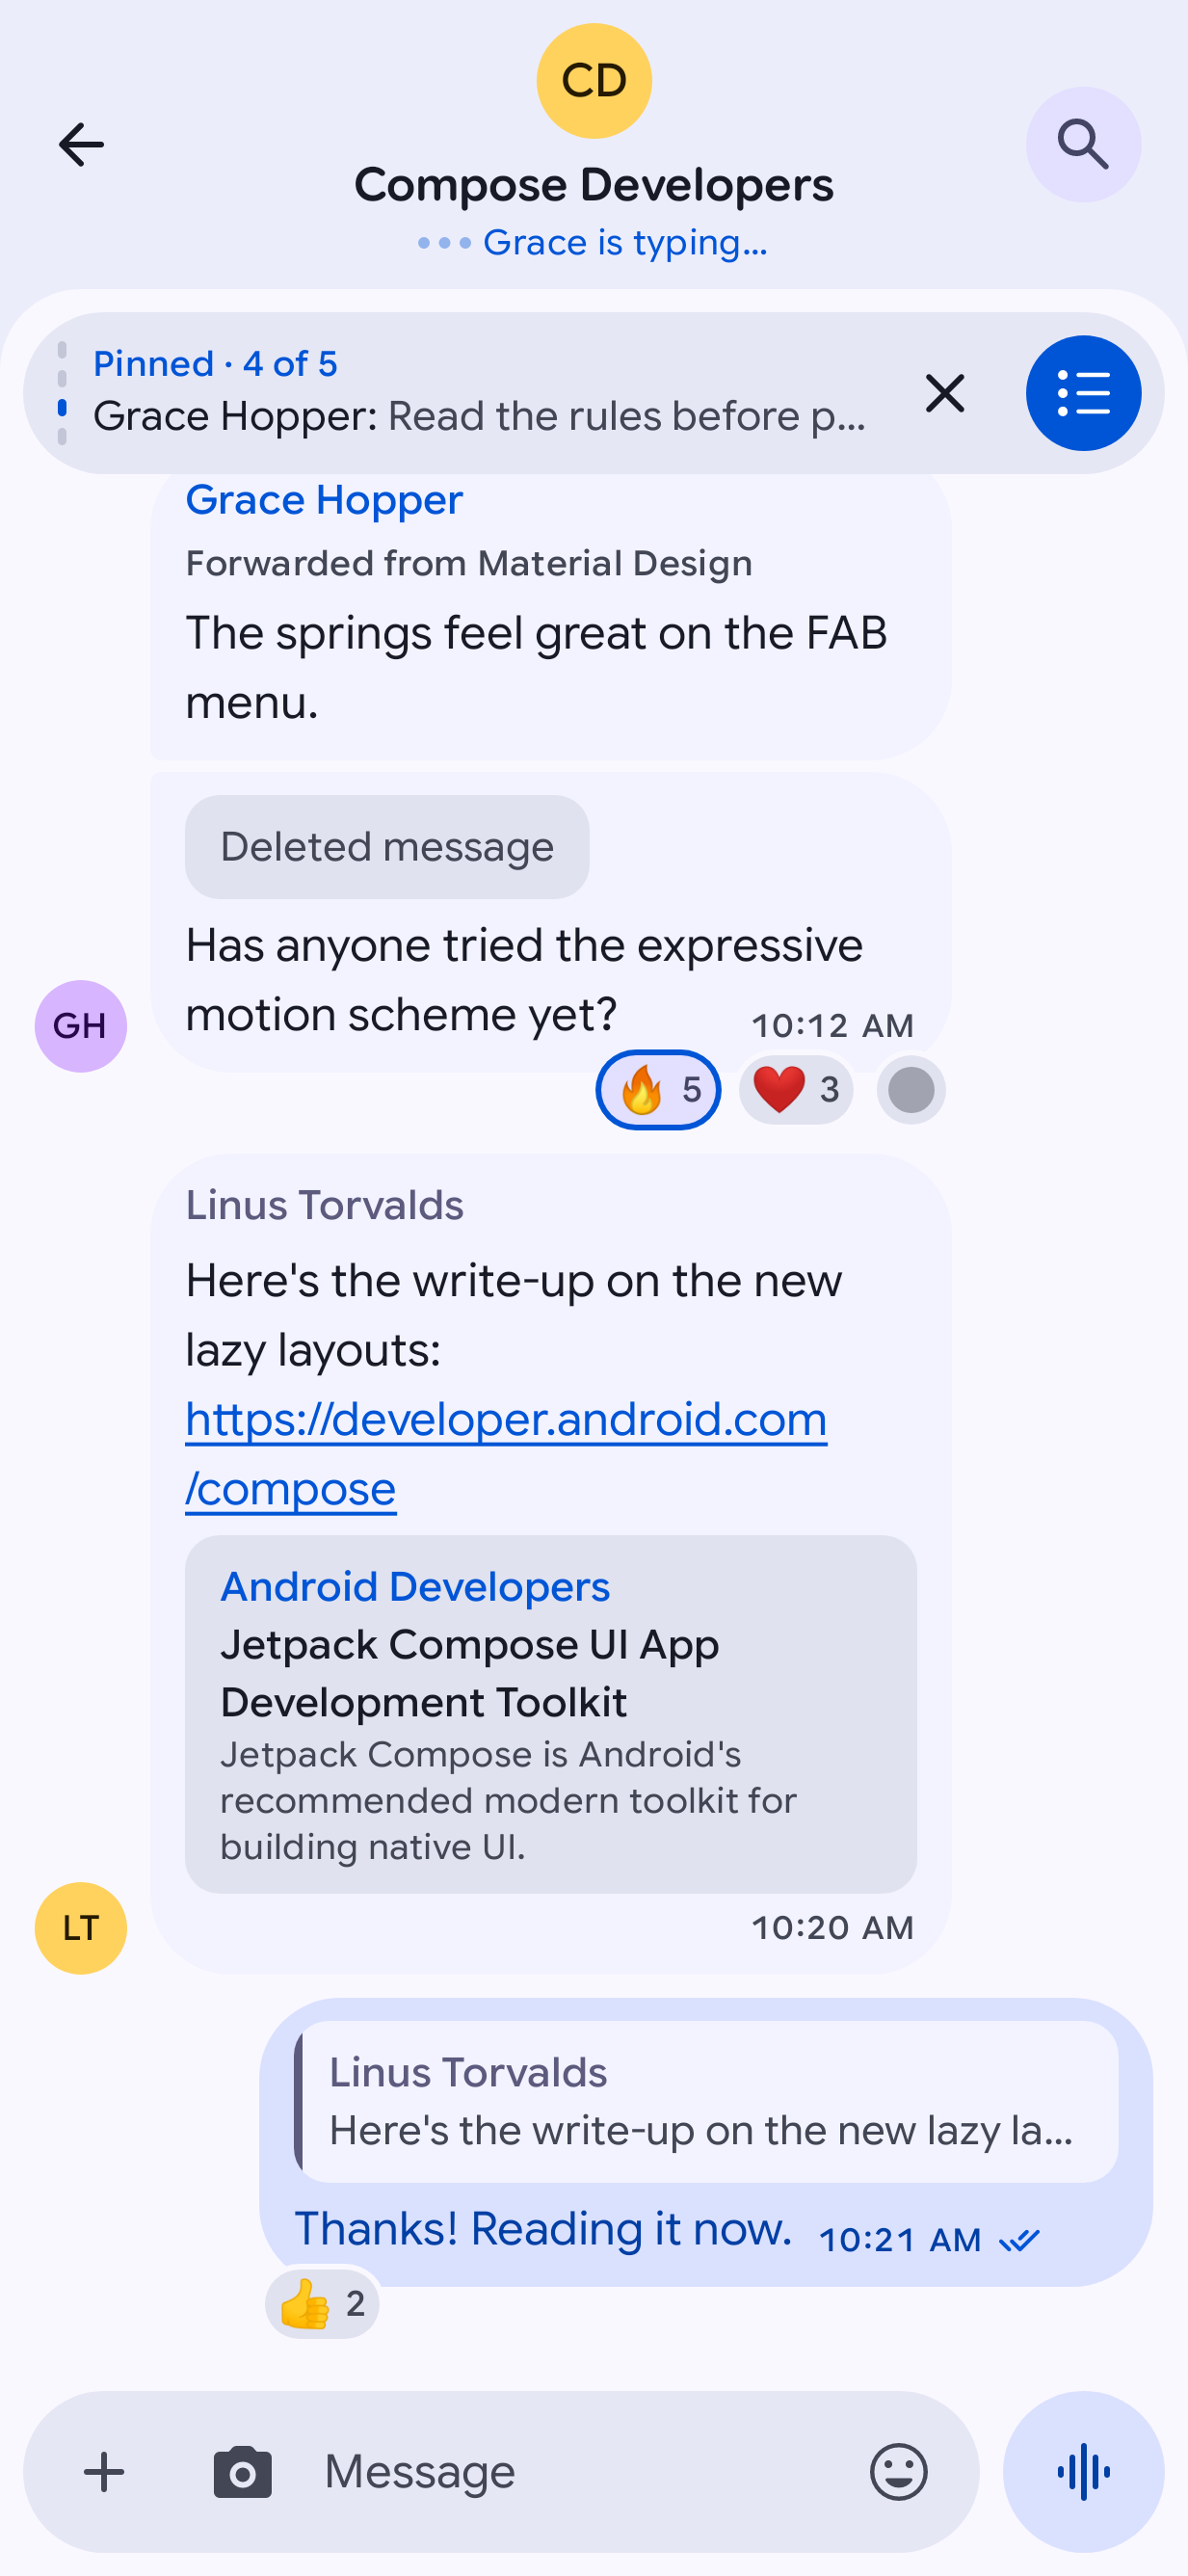 CD
Compose Developers
Grace is typing...
Pinned · 4 of 5
Grace Hopper: Read the rules before p...
Grace Hopper
Forwarded from Material Design
The springs feel great on the FAB
menu.
Deleted message
Has anyone tried the expressive
motion scheme yet?
10:12 AM
GH
🔥 5
❤️ 3
Linus Torvalds
Here's the write-up on the new
lazy layouts:
https://developer.android.com
/compose
Android Developers
Jetpack Compose UI App
Development Toolkit
Jetpack Compose is Android's
recommended modern toolkit for
building native UI.
LT
10:20 AM
Linus Torvalds
Here's the write-up on the new lazy la...
Thanks! Reading it now. 10:21 AM
👍 2
Message